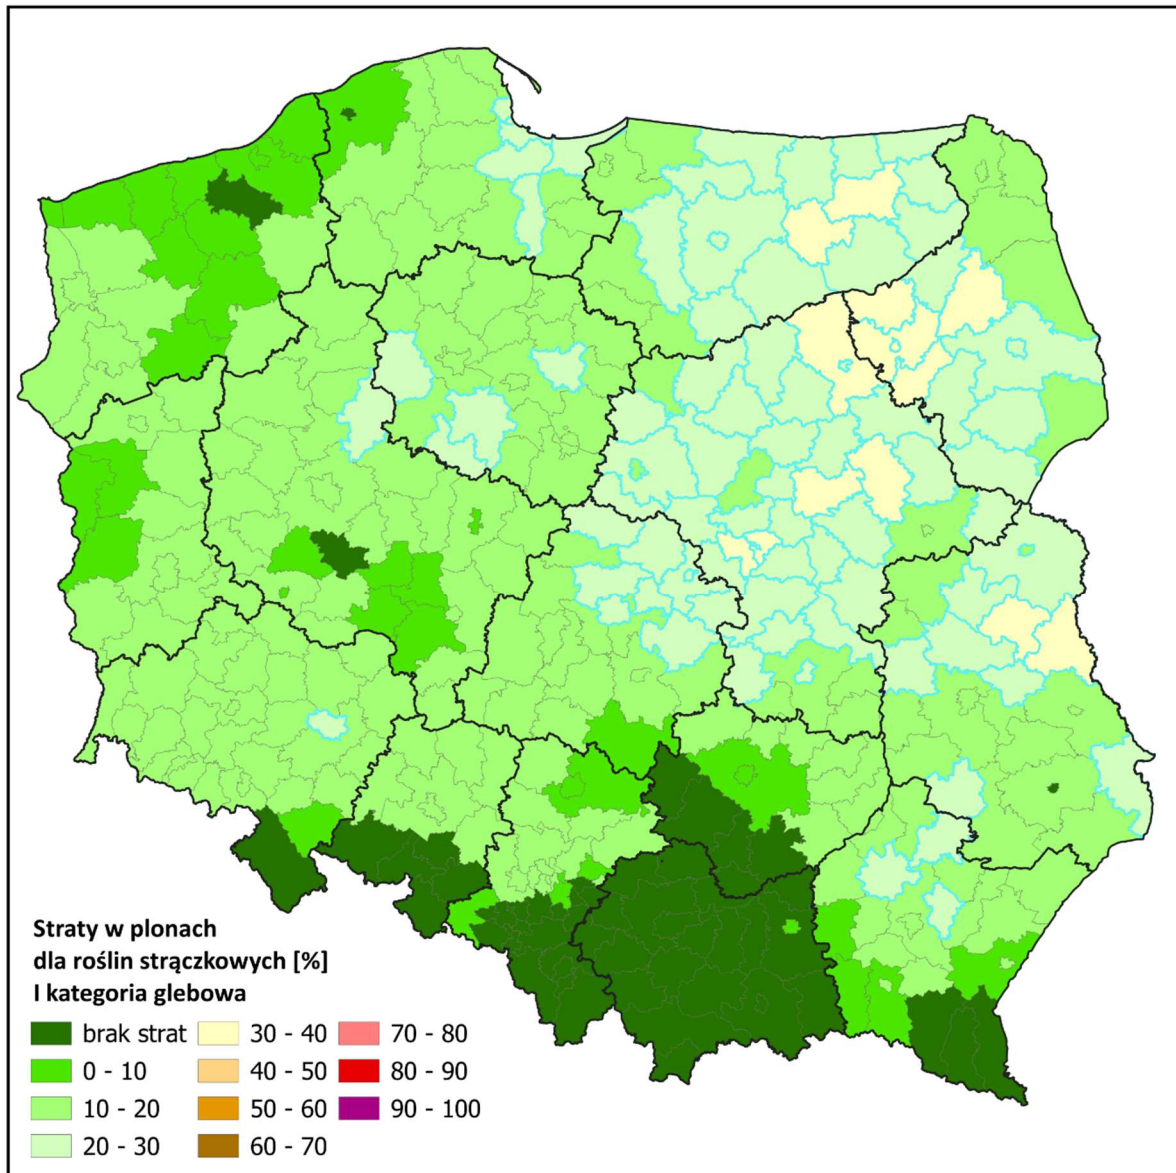 Straty w plonach
dla roślin strączkowych [%]
I kategoria glebowa
brak strat
0 - 10
10 - 20
20 - 30
30 - 40
40 - 50
50 - 60
60 - 70
70 - 80
80 - 90
90 - 100